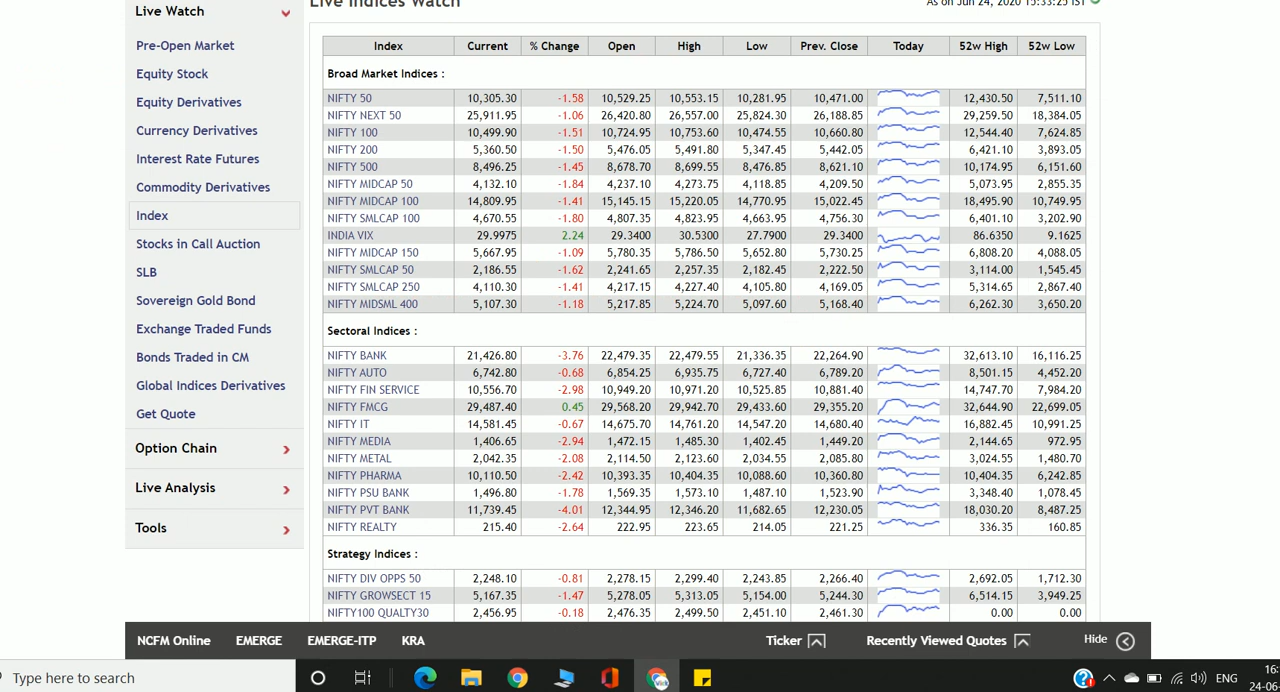 Live Watch
Live Indices Watch
As on Jun 24, 2020 15:33:25 IST
Pre-Open Market
Equity Stock
Equity Derivatives
Currency Derivatives
Interest Rate Futures
Commodity Derivatives
Index
Stocks in Call Auction
SLB
Sovereign Gold Bond
Exchange Traded Funds
Bonds Traded in CM
Global Indices Derivatives
Get Quote
Option Chain
Live Analysis
Tools
Index Current % Change Open High Low Prev. Close Today 52w High 52w Low
Broad Market Indices :
NIFTY 50 10,305.30 -1.58 10,529.25 10,553.15 10,281.95 10,471.00 12,430.50 7,511.10
NIFTY NEXT 50 25,911.95 -1.06 26,420.80 26,557.00 25,824.30 26,188.85 29,259.50 18,384.05
NIFTY 100 10,499.90 -1.51 10,724.95 10,753.60 10,474.55 10,660.80 12,544.40 7,624.85
NIFTY 200 5,360.50 -1.50 5,476.05 5,491.80 5,347.45 5,442.05 6,421.10 3,893.05
NIFTY 500 8,496.25 -1.45 8,678.70 8,699.55 8,476.85 8,621.10 10,174.95 6,151.60
NIFTY MIDCAP 50 4,132.10 -1.84 4,237.10 4,273.75 4,118.85 4,209.50 5,073.95 2,855.35
NIFTY MIDCAP 100 14,809.95 -1.41 15,145.15 15,220.05 14,770.95 15,022.45 18,495.90 10,749.95
NIFTY SMLCAP 100 4,670.55 -1.80 4,807.35 4,823.95 4,663.95 4,756.30 6,401.10 3,202.90
INDIA VIX 29.9975 2.24 29.3400 30.5300 27.7900 29.3400 86.6350 9.1625
NIFTY MIDCAP 150 5,667.95 -1.09 5,780.35 5,786.50 5,652.80 5,730.25 6,808.20 4,088.05
NIFTY SMLCAP 50 2,186.55 -1.62 2,241.65 2,257.35 2,182.45 2,222.50 3,114.00 1,545.45
NIFTY SMLCAP 250 4,110.30 -1.41 4,217.15 4,227.40 4,105.80 4,169.05 5,314.65 2,867.40
NIFTY MIDSML 400 5,107.30 -1.18 5,217.85 5,224.70 5,097.60 5,168.40 6,262.30 3,650.20
Sectoral Indices :
NIFTY BANK 21,426.80 -3.76 22,479.35 22,479.55 21,336.35 22,264.90 32,613.10 16,116.25
NIFTY AUTO 6,742.80 -0.68 6,854.25 6,935.75 6,727.40 6,789.20 8,501.15 4,452.20
NIFTY FIN SERVICE 10,556.70 -2.98 10,949.20 10,971.20 10,525.85 10,881.40 14,747.70 7,984.20
NIFTY FMCG 29,487.40 0.45 29,568.20 29,942.70 29,433.60 29,355.20 32,644.90 22,699.05
NIFTY IT 14,581.45 -0.67 14,675.70 14,761.20 14,547.20 14,680.40 16,882.45 10,991.25
NIFTY MEDIA 1,406.65 -2.94 1,472.15 1,485.30 1,402.45 1,449.20 2,144.65 972.95
NIFTY METAL 2,042.35 -2.08 2,114.50 2,123.60 2,034.55 2,085.80 3,024.55 1,480.70
NIFTY PHARMA 10,110.50 -2.42 10,393.35 10,404.35 10,088.60 10,360.80 10,404.35 6,242.85
NIFTY PSU BANK 1,496.80 -1.78 1,569.35 1,573.10 1,487.10 1,523.90 3,348.40 1,078.45
NIFTY PVT BANK 11,739.45 -4.01 12,344.95 12,346.20 11,682.65 12,230.05 18,030.20 8,487.25
NIFTY REALTY 215.40 -2.64 222.95 223.65 214.05 221.25 336.35 160.85
Strategy Indices :
NIFTY DIV OPPS 50 2,248.10 -0.81 2,278.15 2,299.40 2,243.85 2,266.40 2,692.05 1,712.30
NIFTY GROWSECT 15 5,167.35 -1.47 5,278.05 5,313.05 5,154.00 5,244.30 6,514.15 3,949.25
NIFTY100 QUALTY30 2,456.95 -0.18 2,476.35 2,499.50 2,451.10 2,461.30 0.00 0.00
NCFM Online EMERGE EMERGE-ITP KRA Ticker Recently Viewed Quotes Hide
Type here to search
ENG
16:
24-06